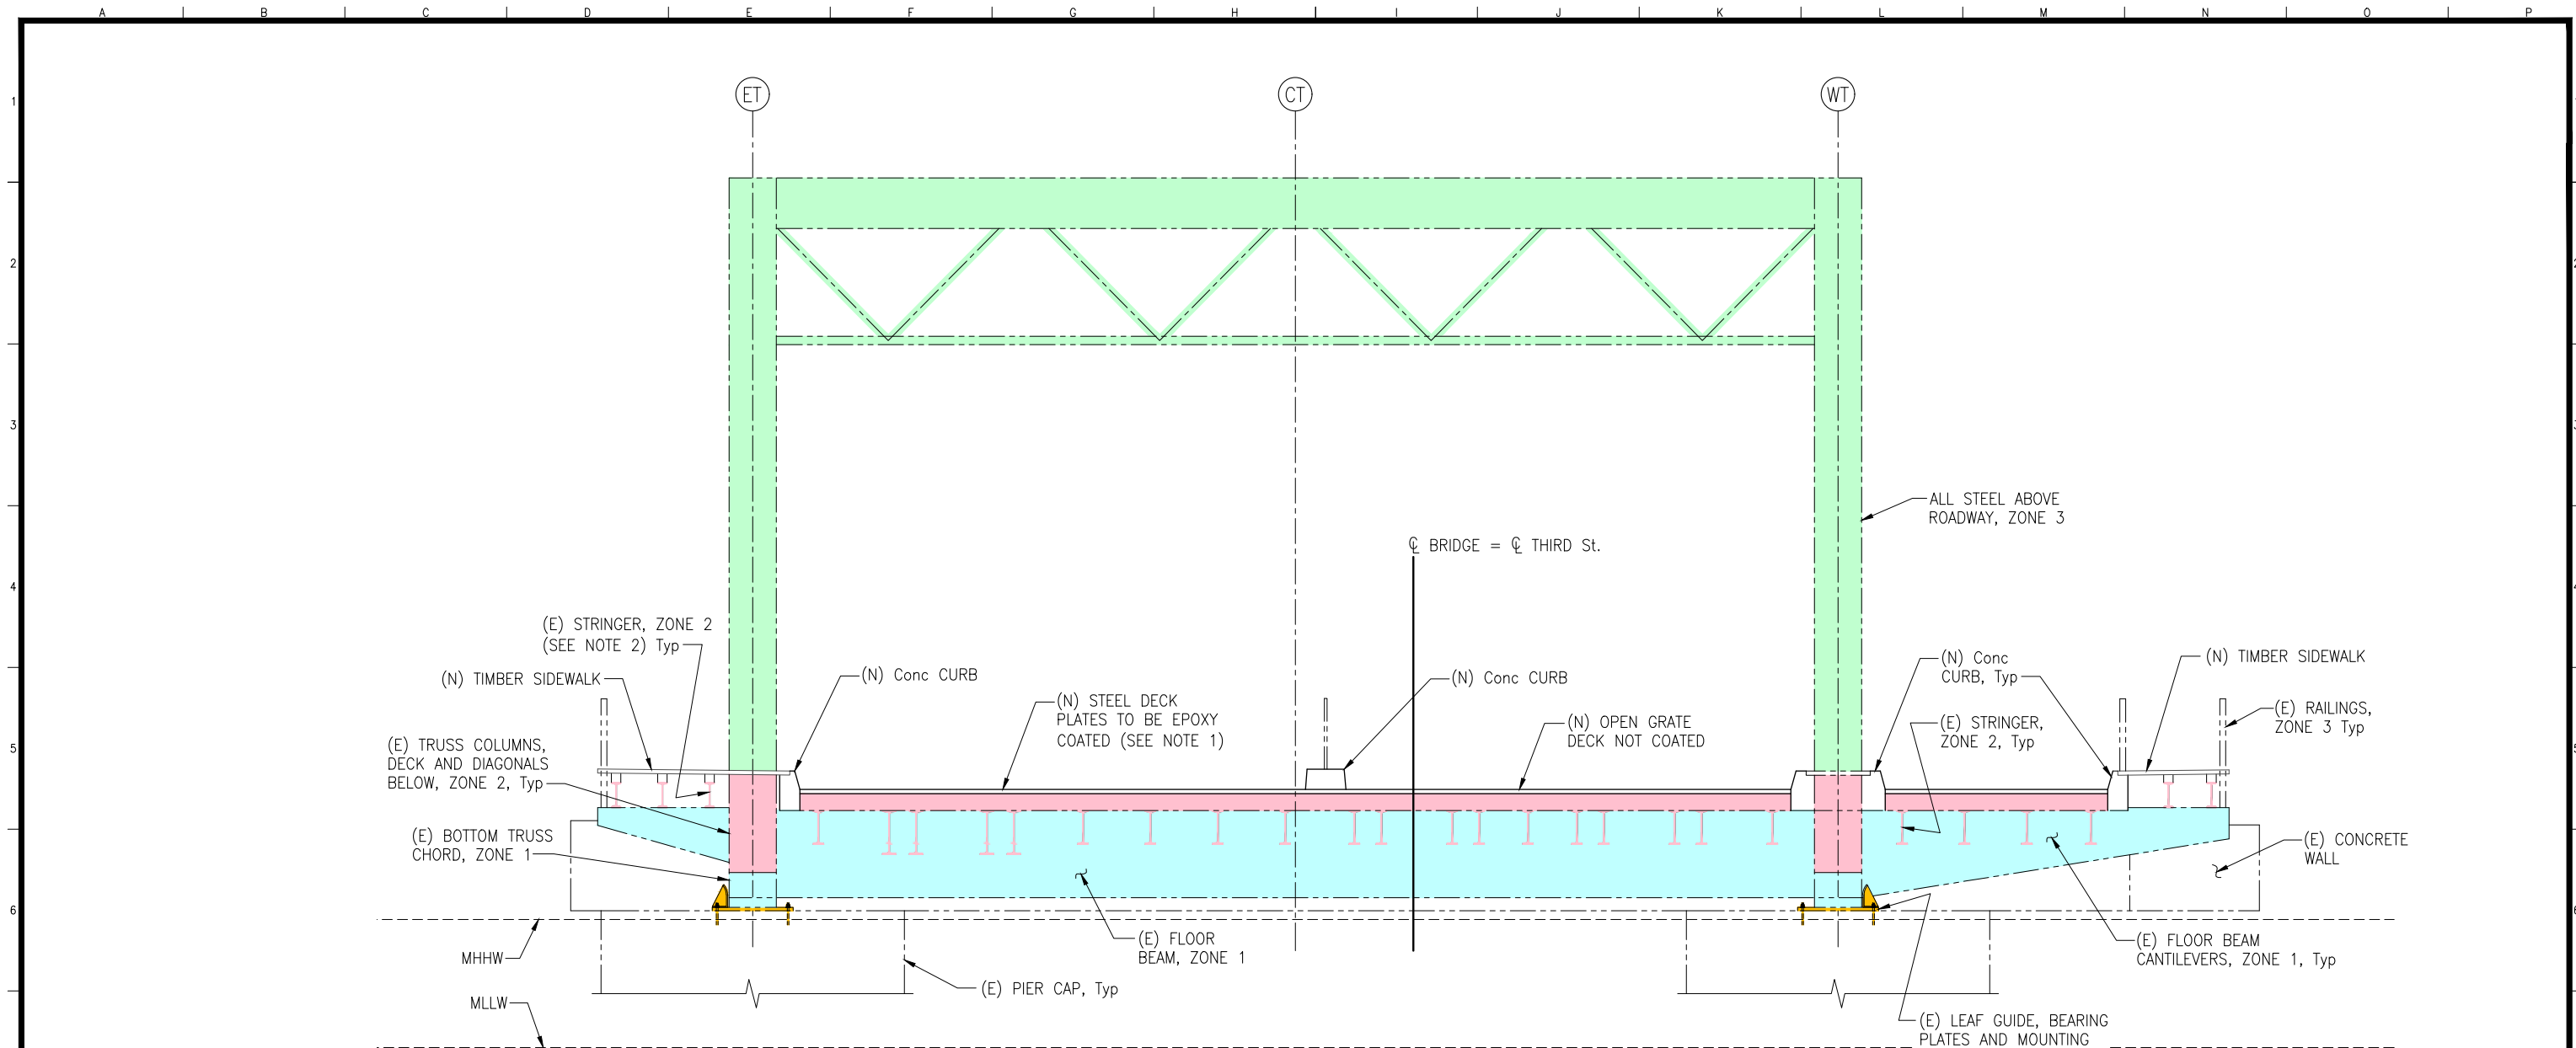 A B C D E F G H I J K L M N O P
1
ET CT WT
2
2
3
3
ALL STEEL ABOVE
ROADWAY, ZONE 3
℄ BRIDGE = ℄ THIRD St.
4
4
(E) STRINGER, ZONE 2
(SEE NOTE 2) Typ
(N) TIMBER SIDEWALK
(N) Conc CURB
(N) STEEL DECK
PLATES TO BE EPOXY
COATED (SEE NOTE 1)
(N) Conc CURB
(N) OPEN GRATE
DECK NOT COATED
(N) Conc
CURB, Typ
(E) STRINGER,
ZONE 2, Typ
(N) TIMBER SIDEWALK
(E) RAILINGS,
ZONE 3 Typ
5
5
(E) TRUSS COLUMNS,
DECK AND DIAGONALS
BELOW, ZONE 2, Typ
(E) BOTTOM TRUSS
CHORD, ZONE 1
(E) CONCRETE
WALL
6
6
MHHW
(E) FLOOR
BEAM, ZONE 1
(E) FLOOR BEAM
CANTILEVERS, ZONE 1, Typ
(E) PIER CAP, Typ
MLLW
(E) LEAF GUIDE, BEARING
PLATES AND MOUNTING